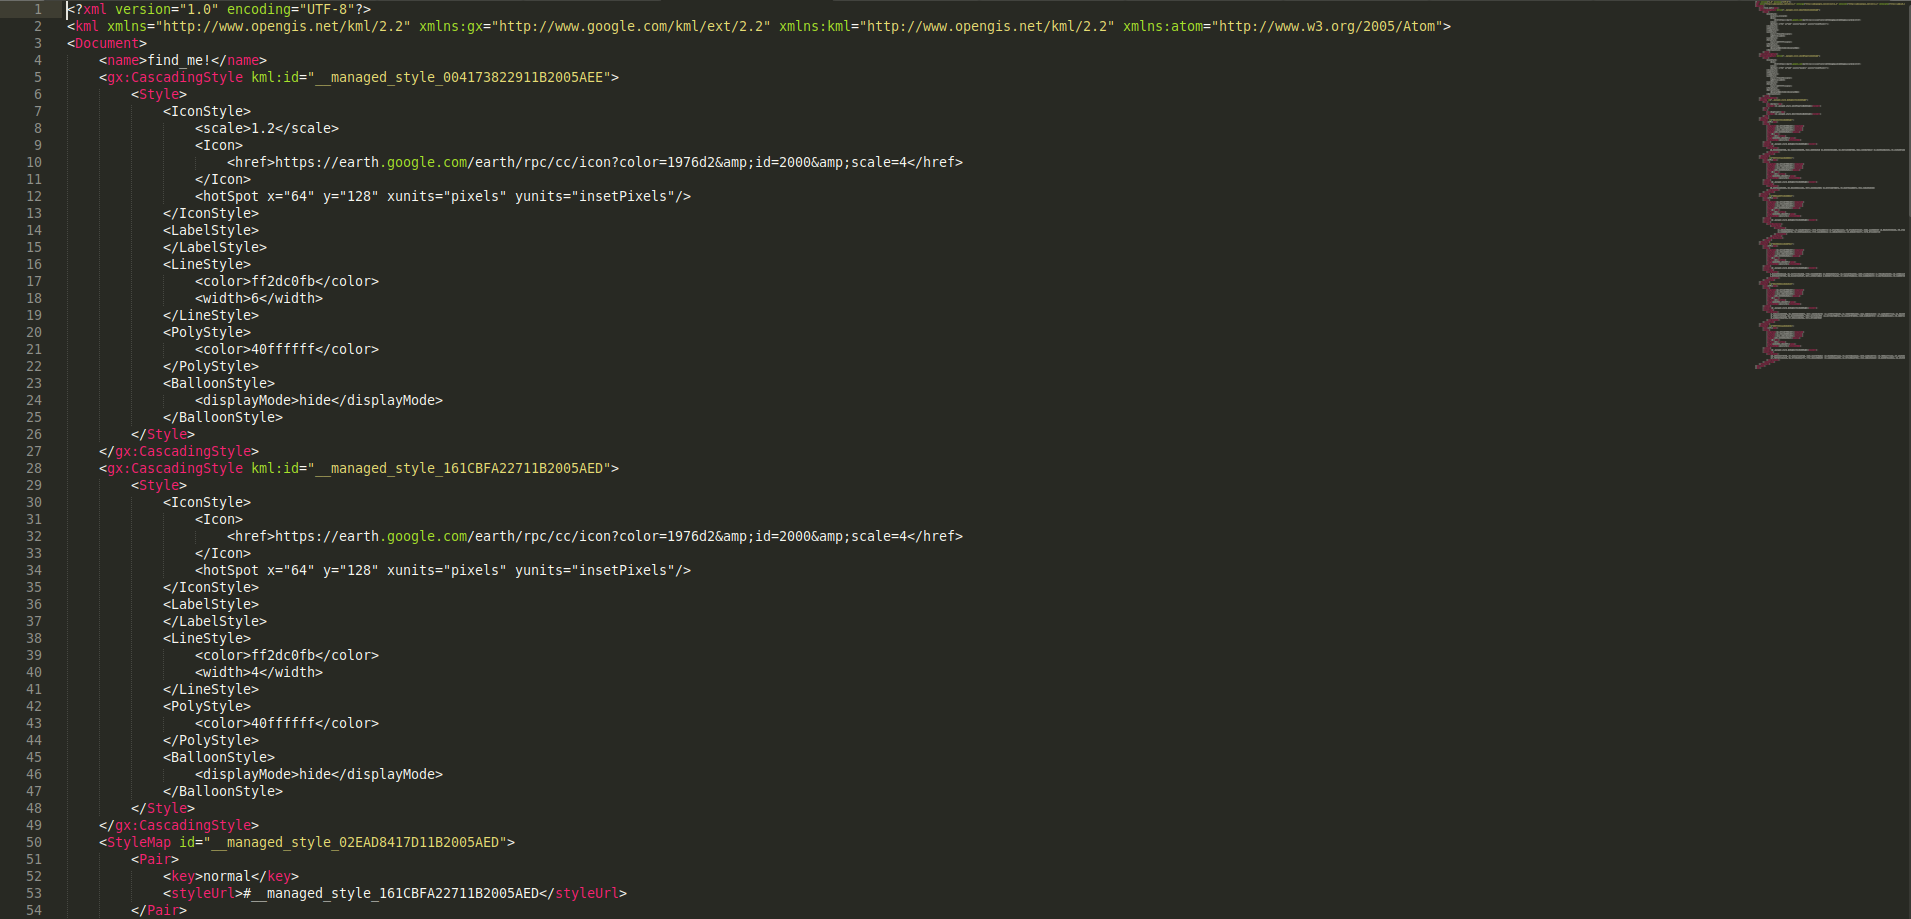 1 <?xml version="1.0" encoding="UTF-8"?>
2 <kml xmlns="http://www.opengis.net/kml/2.2" xmlns:gx="http://www.google.com/kml/ext/2.2" xmlns:kml="http://www.opengis.net/kml/2.2" xmlns:atom="http://www.w3.org/2005/Atom">
3 <Document>
4     <name>find_me!</name>
5     <gx:CascadingStyle kml:id="__managed_style_004173822911B2005AEE">
6         <Style>
7             <IconStyle>
8                 <scale>1.2</scale>
9                 <Icon>
10                     <href>https://earth.google.com/earth/rpc/cc/icon?color=1976d2&amp;id=2000&amp;scale=4</href>
11                 </Icon>
12                 <hotSpot x="64" y="128" xunits="pixels" yunits="insetPixels"/>
13             </IconStyle>
14             <LabelStyle>
15             </LabelStyle>
16             <LineStyle>
17                 <color>ff2dc0fb</color>
18                 <width>6</width>
19             </LineStyle>
20             <PolyStyle>
21                 <color>40ffffff</color>
22             </PolyStyle>
23             <BalloonStyle>
24                 <displayMode>hide</displayMode>
25             </BalloonStyle>
26         </Style>
27     </gx:CascadingStyle>
28     <gx:CascadingStyle kml:id="__managed_style_161CBFA22711B2005AED">
29         <Style>
30             <IconStyle>
31                 <Icon>
32                     <href>https://earth.google.com/earth/rpc/cc/icon?color=1976d2&amp;id=2000&amp;scale=4</href>
33                 </Icon>
34                 <hotSpot x="64" y="128" xunits="pixels" yunits="insetPixels"/>
35             </IconStyle>
36             <LabelStyle>
37             </LabelStyle>
38             <LineStyle>
39                 <color>ff2dc0fb</color>
40                 <width>4</width>
41             </LineStyle>
42             <PolyStyle>
43                 <color>40ffffff</color>
44             </PolyStyle>
45             <BalloonStyle>
46                 <displayMode>hide</displayMode>
47             </BalloonStyle>
48         </Style>
49     </gx:CascadingStyle>
50     <StyleMap id="__managed_style_02EAD8417D11B2005AED">
51         <Pair>
52             <key>normal</key>
53             <styleUrl>#__managed_style_161CBFA22711B2005AED</styleUrl>
54         </Pair>